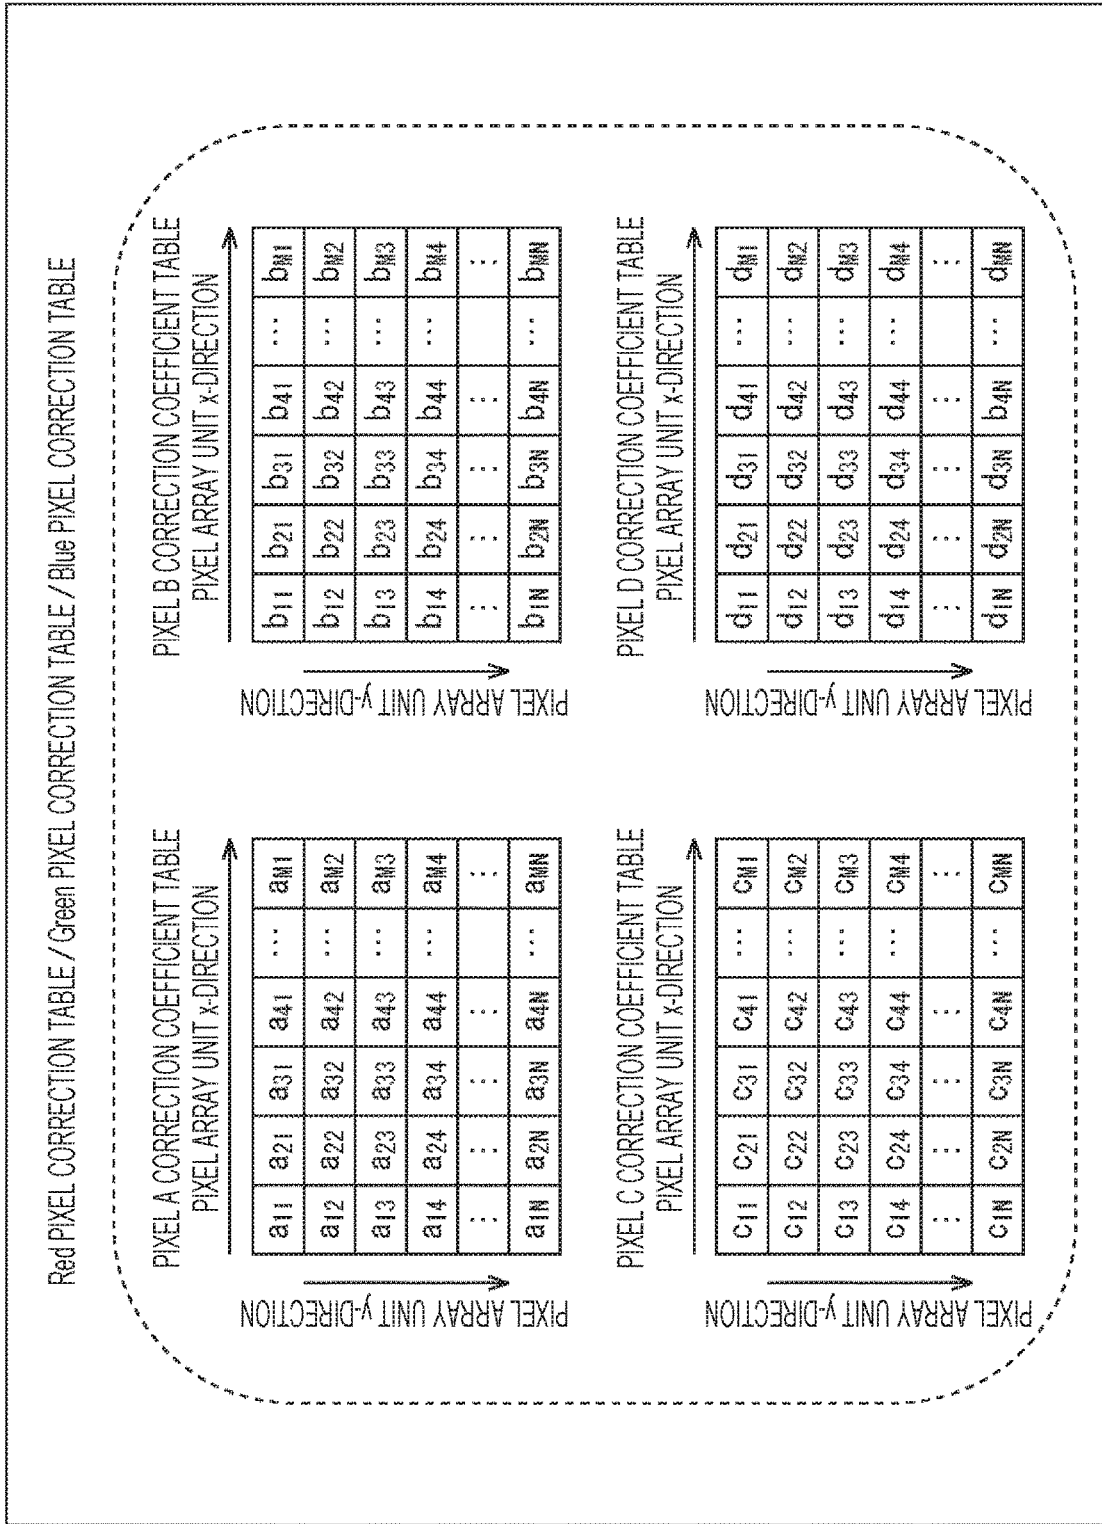 Red PIXEL CORRECTION TABLE / Green PIXEL CORRECTION TABLE / Blue PIXEL CORRECTION TABLE
PIXEL A CORRECTION COEFFICIENT TABLE
PIXEL ARRAY UNIT x-DIRECTION
PIXEL ARRAY UNIT y-DIRECTION
a11 a21 a31 a41 ... aM1
a12 a22 a32 a42 ... aM2
a13 a23 a33 a43 ... aM3
a14 a24 a34 a44 ... aM4
⋮ ⋮ ⋮ ⋮ ⋮
a1N a2N a3N a4N ... aMN
PIXEL B CORRECTION COEFFICIENT TABLE
PIXEL ARRAY UNIT x-DIRECTION
PIXEL ARRAY UNIT y-DIRECTION
b11 b21 b31 b41 ... bM1
b12 b22 b32 b42 ... bM2
b13 b23 b33 b43 ... bM3
b14 b24 b34 b44 ... bM4
⋮ ⋮ ⋮ ⋮ ⋮
b1N b2N b3N b4N ... bMN
PIXEL C CORRECTION COEFFICIENT TABLE
PIXEL ARRAY UNIT x-DIRECTION
PIXEL ARRAY UNIT y-DIRECTION
c11 c21 c31 c41 ... cM1
c12 c22 c32 c42 ... cM2
c13 c23 c33 c43 ... cM3
c14 c24 c34 c44 ... cM4
⋮ ⋮ ⋮ ⋮ ⋮
c1N c2N c3N c4N ... cMN
PIXEL D CORRECTION COEFFICIENT TABLE
PIXEL ARRAY UNIT x-DIRECTION
PIXEL ARRAY UNIT y-DIRECTION
d11 d21 d31 d41 ... dM1
d12 d22 d32 d42 ... dM2
d13 d23 d33 d43 ... dM3
d14 d24 d34 d44 ... dM4
⋮ ⋮ ⋮ ⋮ ⋮
d1N d2N d3N b4N ... dMN